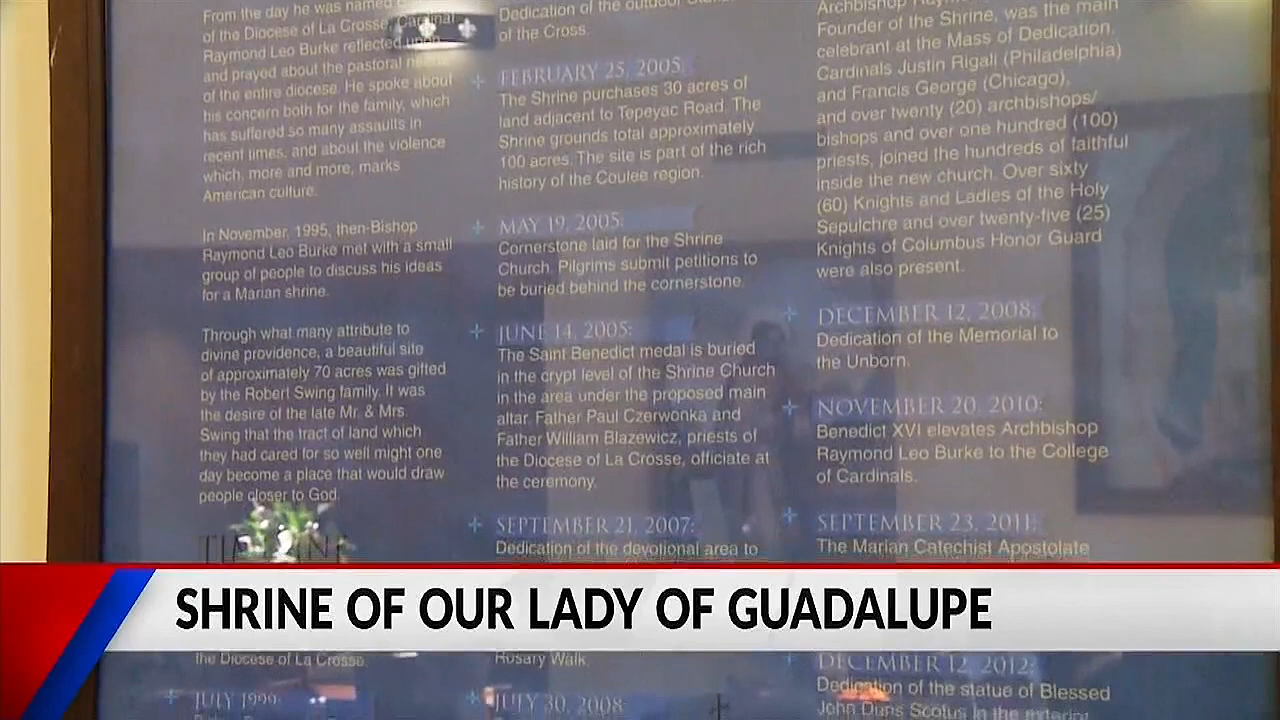 From the day he was named
of the Diocese of La Crosse, Cardinal
Raymond Leo Burke reflected upon
and prayed about the pastoral needs
of the entire diocese. He spoke about
his concern both for the family, which
has suffered so many assaults in
recent times, and about the violence
which, more and more, marks
American culture.
In November, 1995, then-Bishop
Raymond Leo Burke met with a small
group of people to discuss his ideas
for a Marian shrine.
Through what many attribute to
divine providence, a beautiful site
of approximately 70 acres was gifted
by the Robert Swing family. It was
the desire of the late Mr. & Mrs.
Swing that the tract of land which
they had cared for so well might one
day become a place that would draw
people closer to God.
the Diocese of La Crosse.
JULY 1999:
Dedication of the outdoor
of the Cross.
FEBRUARY 25, 2005:
The Shrine purchases 30 acres of
land adjacent to Tepeyac Road. The
Shrine grounds total approximately
100 acres. The site is part of the rich
history of the Coulee region.
MAY 19, 2005:
Cornerstone laid for the Shrine
Church. Pilgrims submit petitions to
be buried behind the cornerstone.
JUNE 14, 2005:
The Saint Benedict medal is buried
in the crypt level of the Shrine Church
in the area under the proposed main
altar. Father Paul Czerwonka and
Father William Blazewicz, priests of
the Diocese of La Crosse, officiate at
the ceremony.
SEPTEMBER 21, 2007:
Dedication of the devotional area to
Rosary Walk.
JULY 30, 2008:
Archbishop
Founder of the Shrine, was the main
celebrant at the Mass of Dedication.
Cardinals Justin Rigali (Philadelphia)
and Francis George (Chicago),
and over twenty (20) archbishops/
bishops and over one hundred (100)
priests, joined the hundreds of faithful
inside the new church. Over sixty
(60) Knights and Ladies of the Holy
Sepulchre and over twenty-five (25)
Knights of Columbus Honor Guard
were also present.
DECEMBER 12, 2008:
Dedication of the Memorial to
the Unborn.
NOVEMBER 20, 2010:
Benedict XVI elevates Archbishop
Raymond Leo Burke to the College
of Cardinals.
SEPTEMBER 23, 2011:
The Marian Catechist Apostolate
DECEMBER 12, 2012:
Dedication of the statue of Blessed
John Duns Scotus in the exterior
SHRINE OF OUR LADY OF GUADALUPE